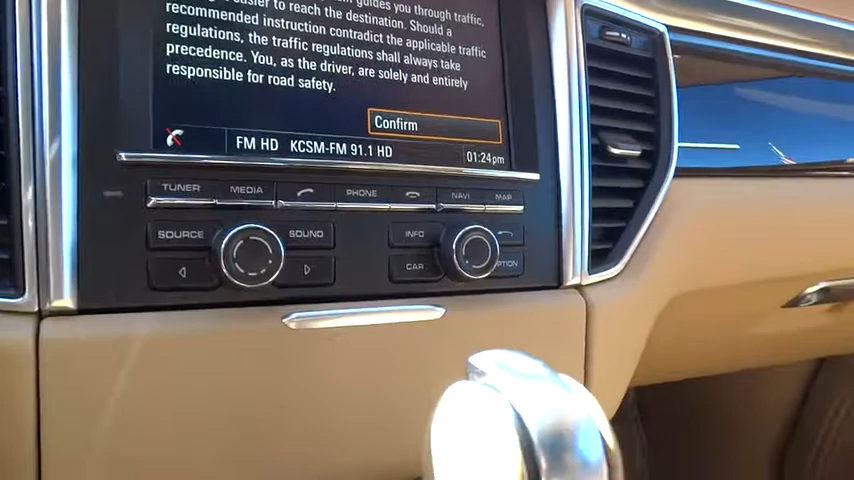 easier to reach the destination. Should a
recommended instruction contradict the applicable traffic
regulations, the traffic regulations shall always take
precedence. You, as the driver, are solely and entirely
responsible for road safety.
Confirm
FM HD KCSM-FM 91.1 HD 01:24PM
TUNER MEDIA PHONE NAVI MAP
SOURCE SOUND INFO
CAR OPTION